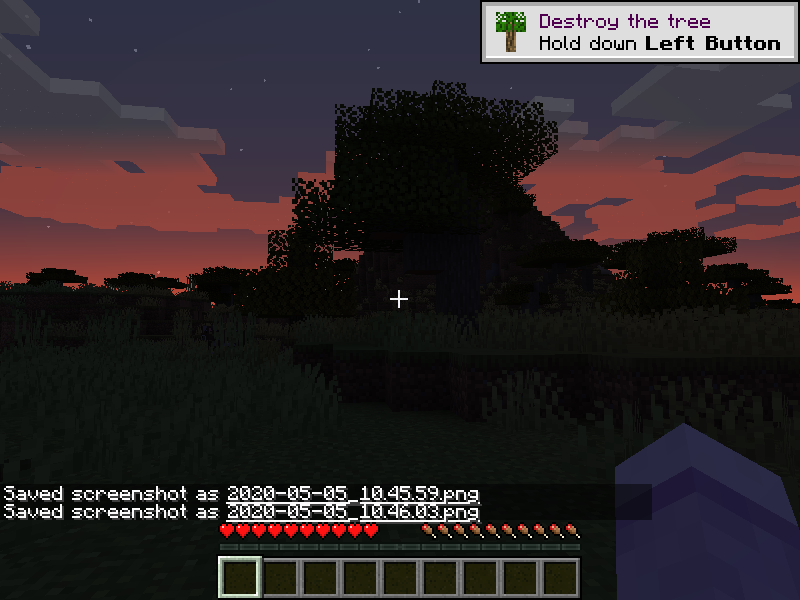 Destroy the tree
Hold down Left Button
Saved screenshot as 2020-05-05_10.45.59.png
Saved screenshot as 2020-05-05_10.46.03.png